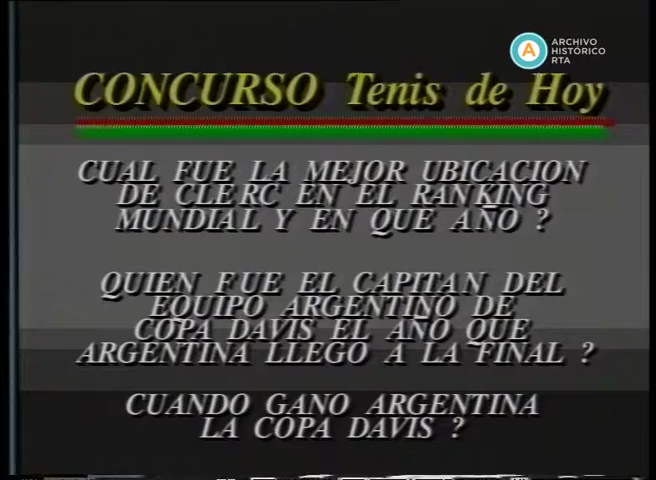 ARCHIVO
HISTÓRICO
RTA
CONCURSO Tenis de Hoy
CUAL FUE LA MEJOR UBICACION
DE CLERC EN EL RANKING
MUNDIAL Y EN QUE AÑO ?
QUIEN FUE EL CAPITAN DEL
EQUIPO ARGENTINO DE
COPA DAVIS EL AÑO QUE
ARGENTINA LLEGO A LA FINAL ?
CUANDO GANO ARGENTINA
LA COPA DAVIS ?